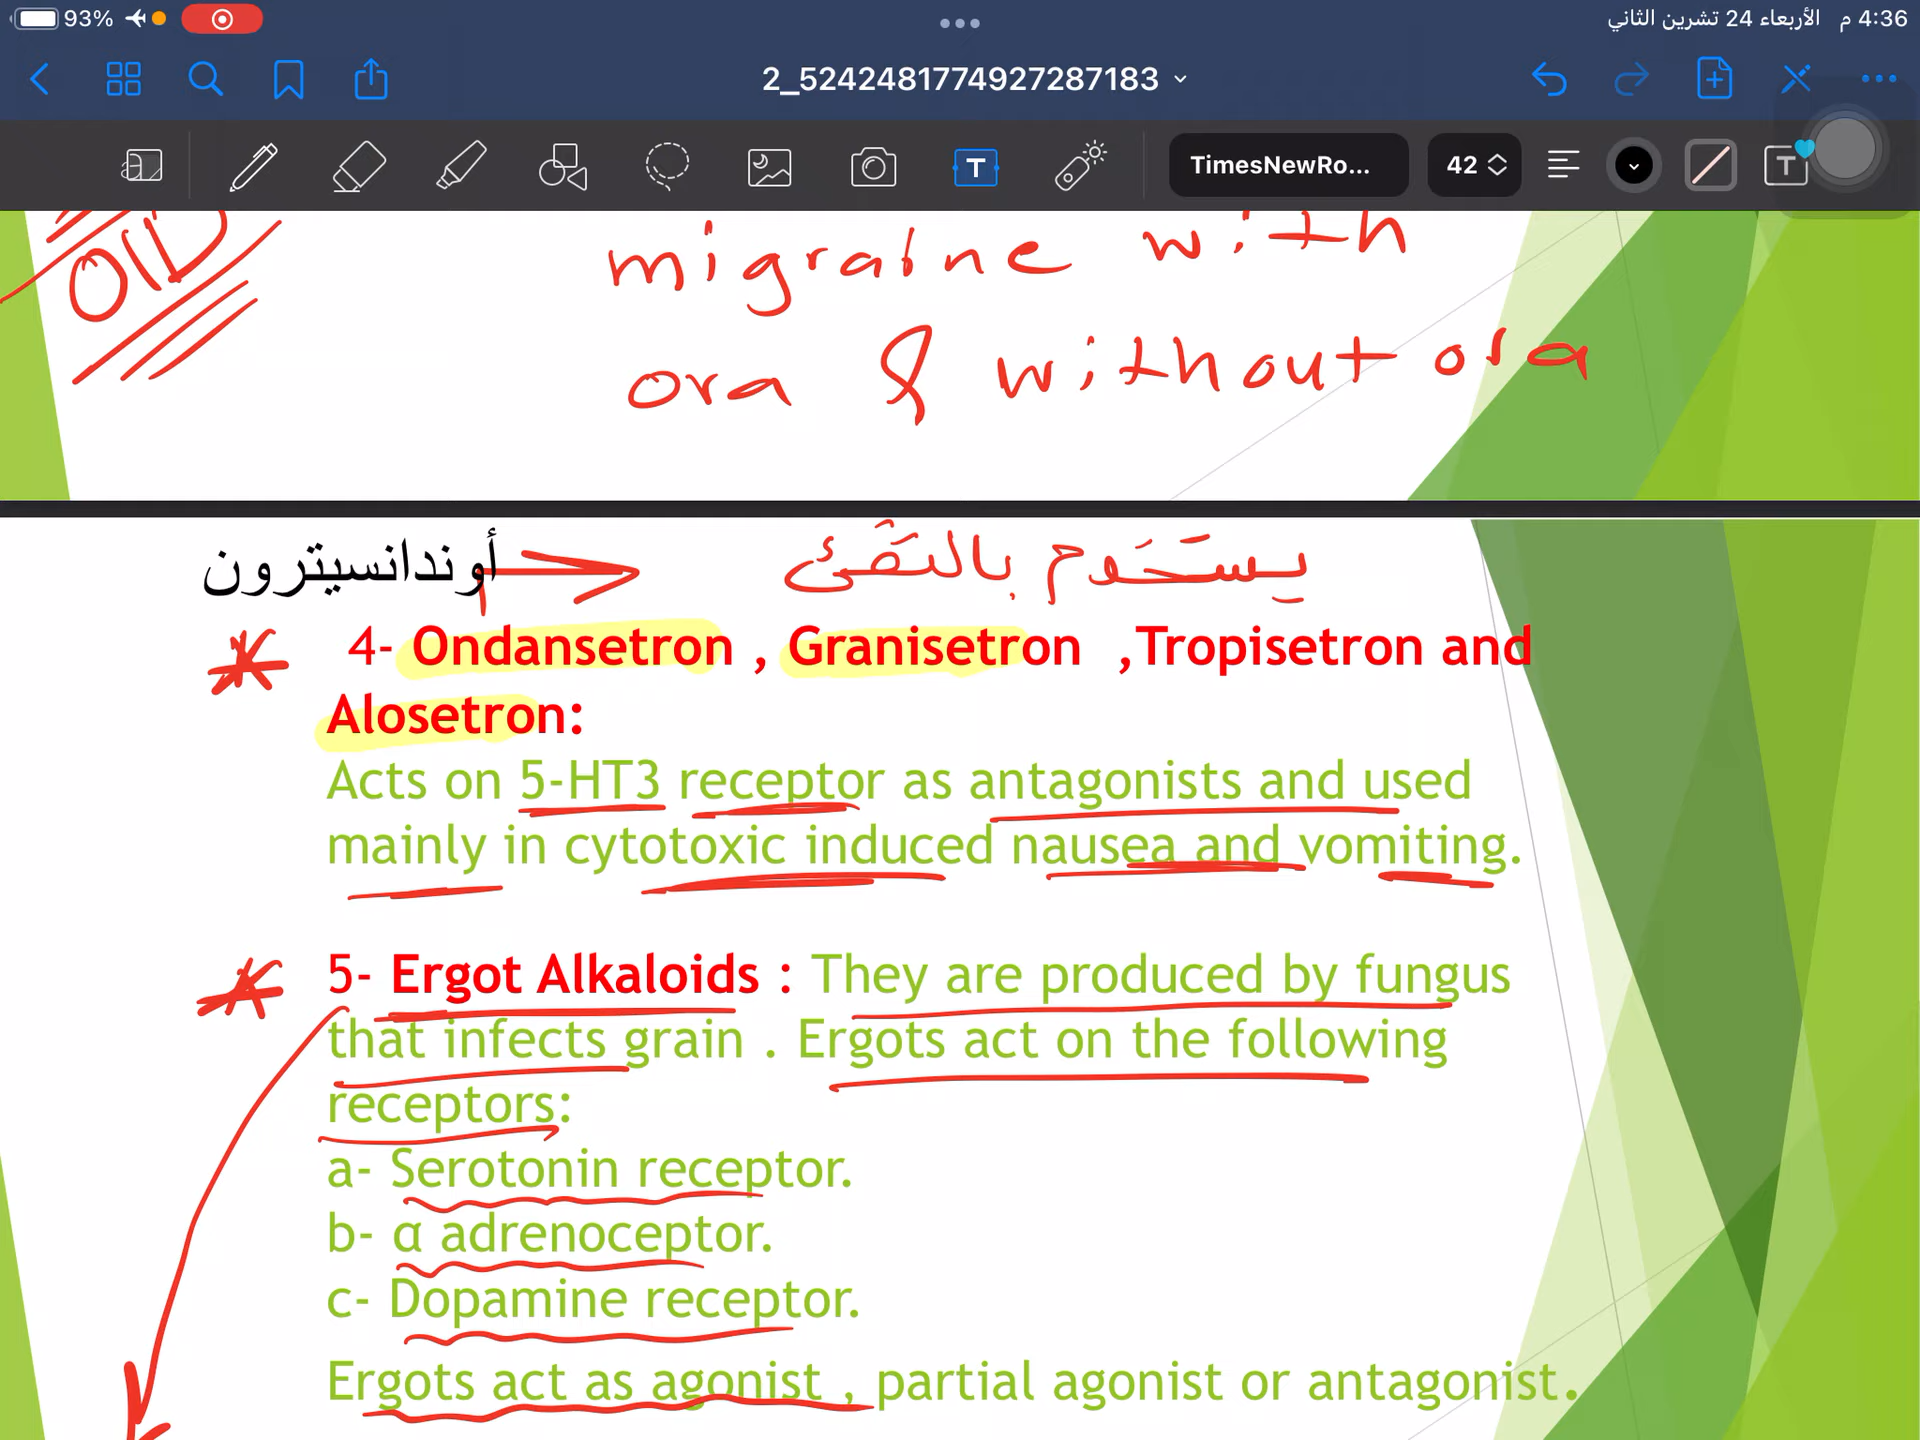 93%
4:36 م الأربعاء 24 تشرين الثاني
2_5242481774927287183
TimesNewRo...
42
T
T
migraine with
ora & without ora
أوندانسيترون
بالتقئ
4- Ondansetron , Granisetron ,Tropisetron and
Alosetron:
Acts on 5-HT3 receptor as antagonists and used
mainly in cytotoxic induced nausea and vomiting.
5- Ergot Alkaloids : They are produced by fungus
that infects grain . Ergots act on the following
receptors:
a- Serotonin receptor.
b- α adrenoceptor.
c- Dopamine receptor.
Ergots act as agonist , partial agonist or antagonist.